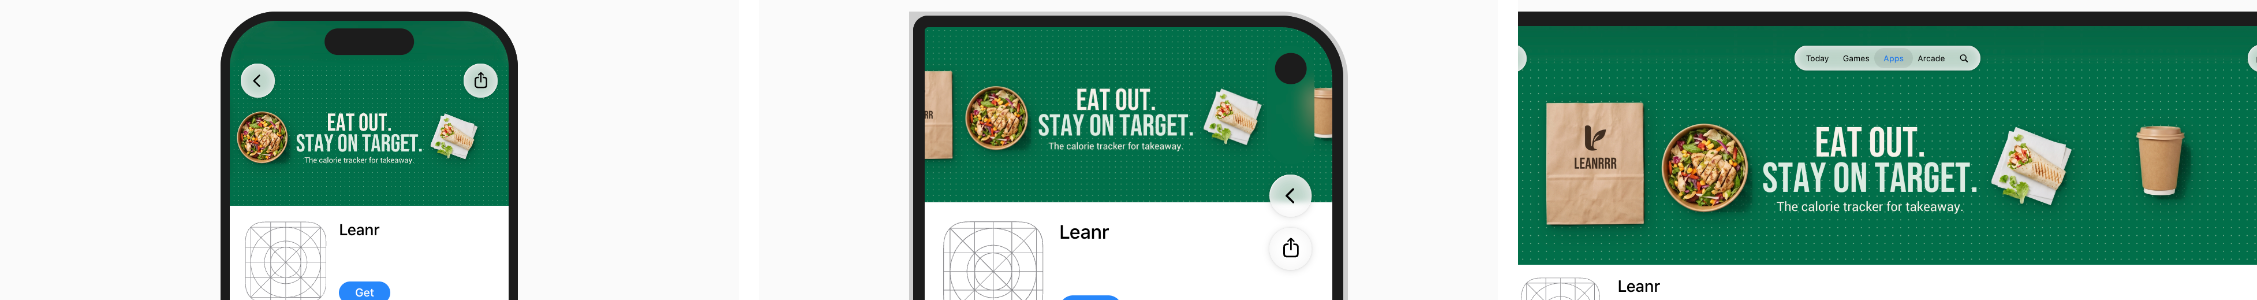 EAT OUT.
STAY ON TARGET.
The calorie tracker for takeaway.
Leanr
Get
RR
EAT OUT.
STAY ON TARGET.
The calorie tracker for takeaway.
Leanr
Today Games Apps Arcade
LEANRRR
EAT OUT.
STAY ON TARGET.
The calorie tracker for takeaway.
Leanr